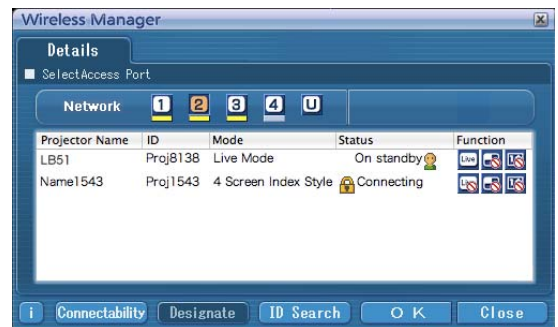 Wireless Manager
Details
SelectAccess Port
Network 1 2 3 4 U
Projector Name ID Mode Status Function
LB51 Proj8138 Live Mode On standby Live
Name1543 Proj1543 4 Screen Index Style Connecting
i Connectability Designate ID Search OK Close